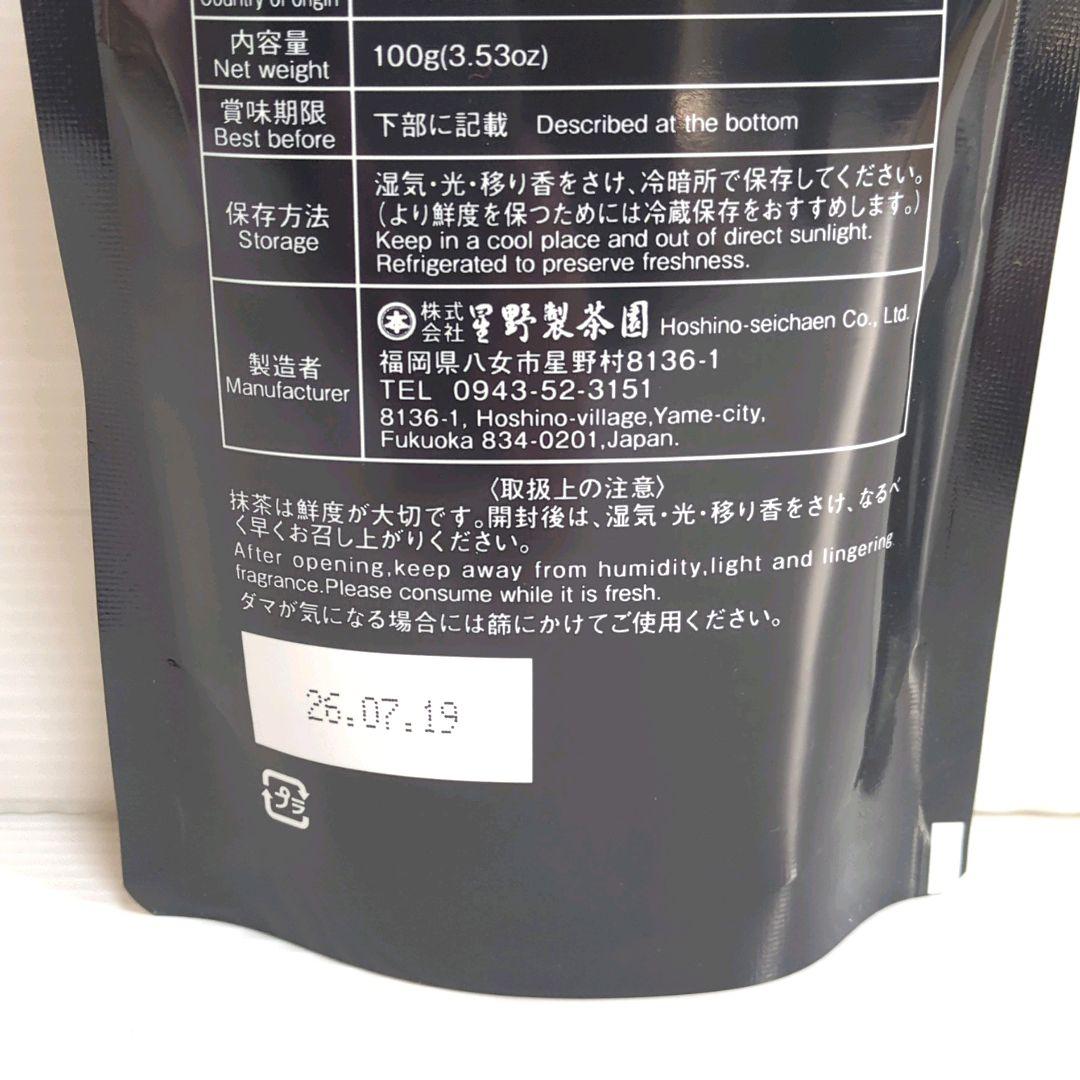 Country of origin
内容量
Net weight
100g(3.53oz)
賞味期限
Best before
下部に記載 Described at the bottom
保存方法
Storage
湿気・光・移り香をさけ、冷暗所で保存してください。
(より鮮度を保つためには冷蔵保存をおすすめします。)
Keep in a cool place and out of direct sunlight.
Refrigerated to preserve freshness.
製造者
Manufacturer
本 株式会社 星野製茶園 Hoshino-seichaen Co., Ltd.
福岡県八女市星野村8136-1
TEL 0943-52-3151
8136-1, Hoshino-village,Yame-city,
Fukuoka 834-0201,Japan.
〈取扱上の注意〉
抹茶は鮮度が大切です。開封後は、湿気・光・移り香をさけ、なるべ
く早くお召し上がりください。
After opening,keep away from humidity,light and lingering
fragrance.Please consume while it is fresh.
ダマが気になる場合には篩にかけてご使用ください。
26.07.19
プラ